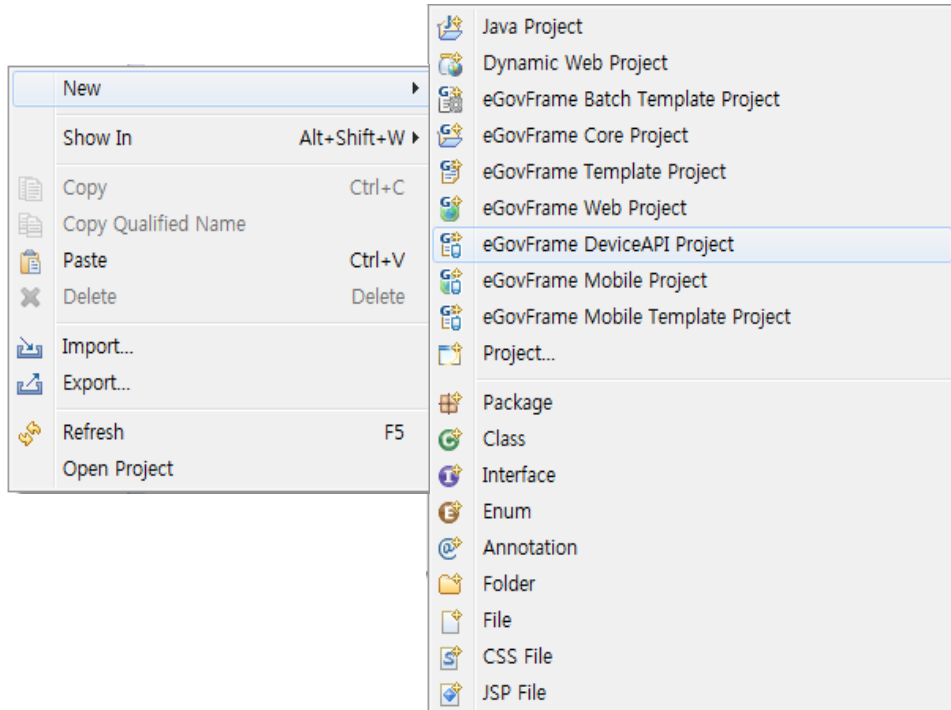 New
Show In Alt+Shift+W
Copy Ctrl+C
Copy Qualified Name
Paste Ctrl+V
Delete Delete
Import...
Export...
Refresh F5
Open Project
Java Project
Dynamic Web Project
eGovFrame Batch Template Project
eGovFrame Core Project
eGovFrame Template Project
eGovFrame Web Project
eGovFrame DeviceAPI Project
eGovFrame Mobile Project
eGovFrame Mobile Template Project
Project...
Package
Class
Interface
Enum
Annotation
Folder
File
CSS File
JSP File